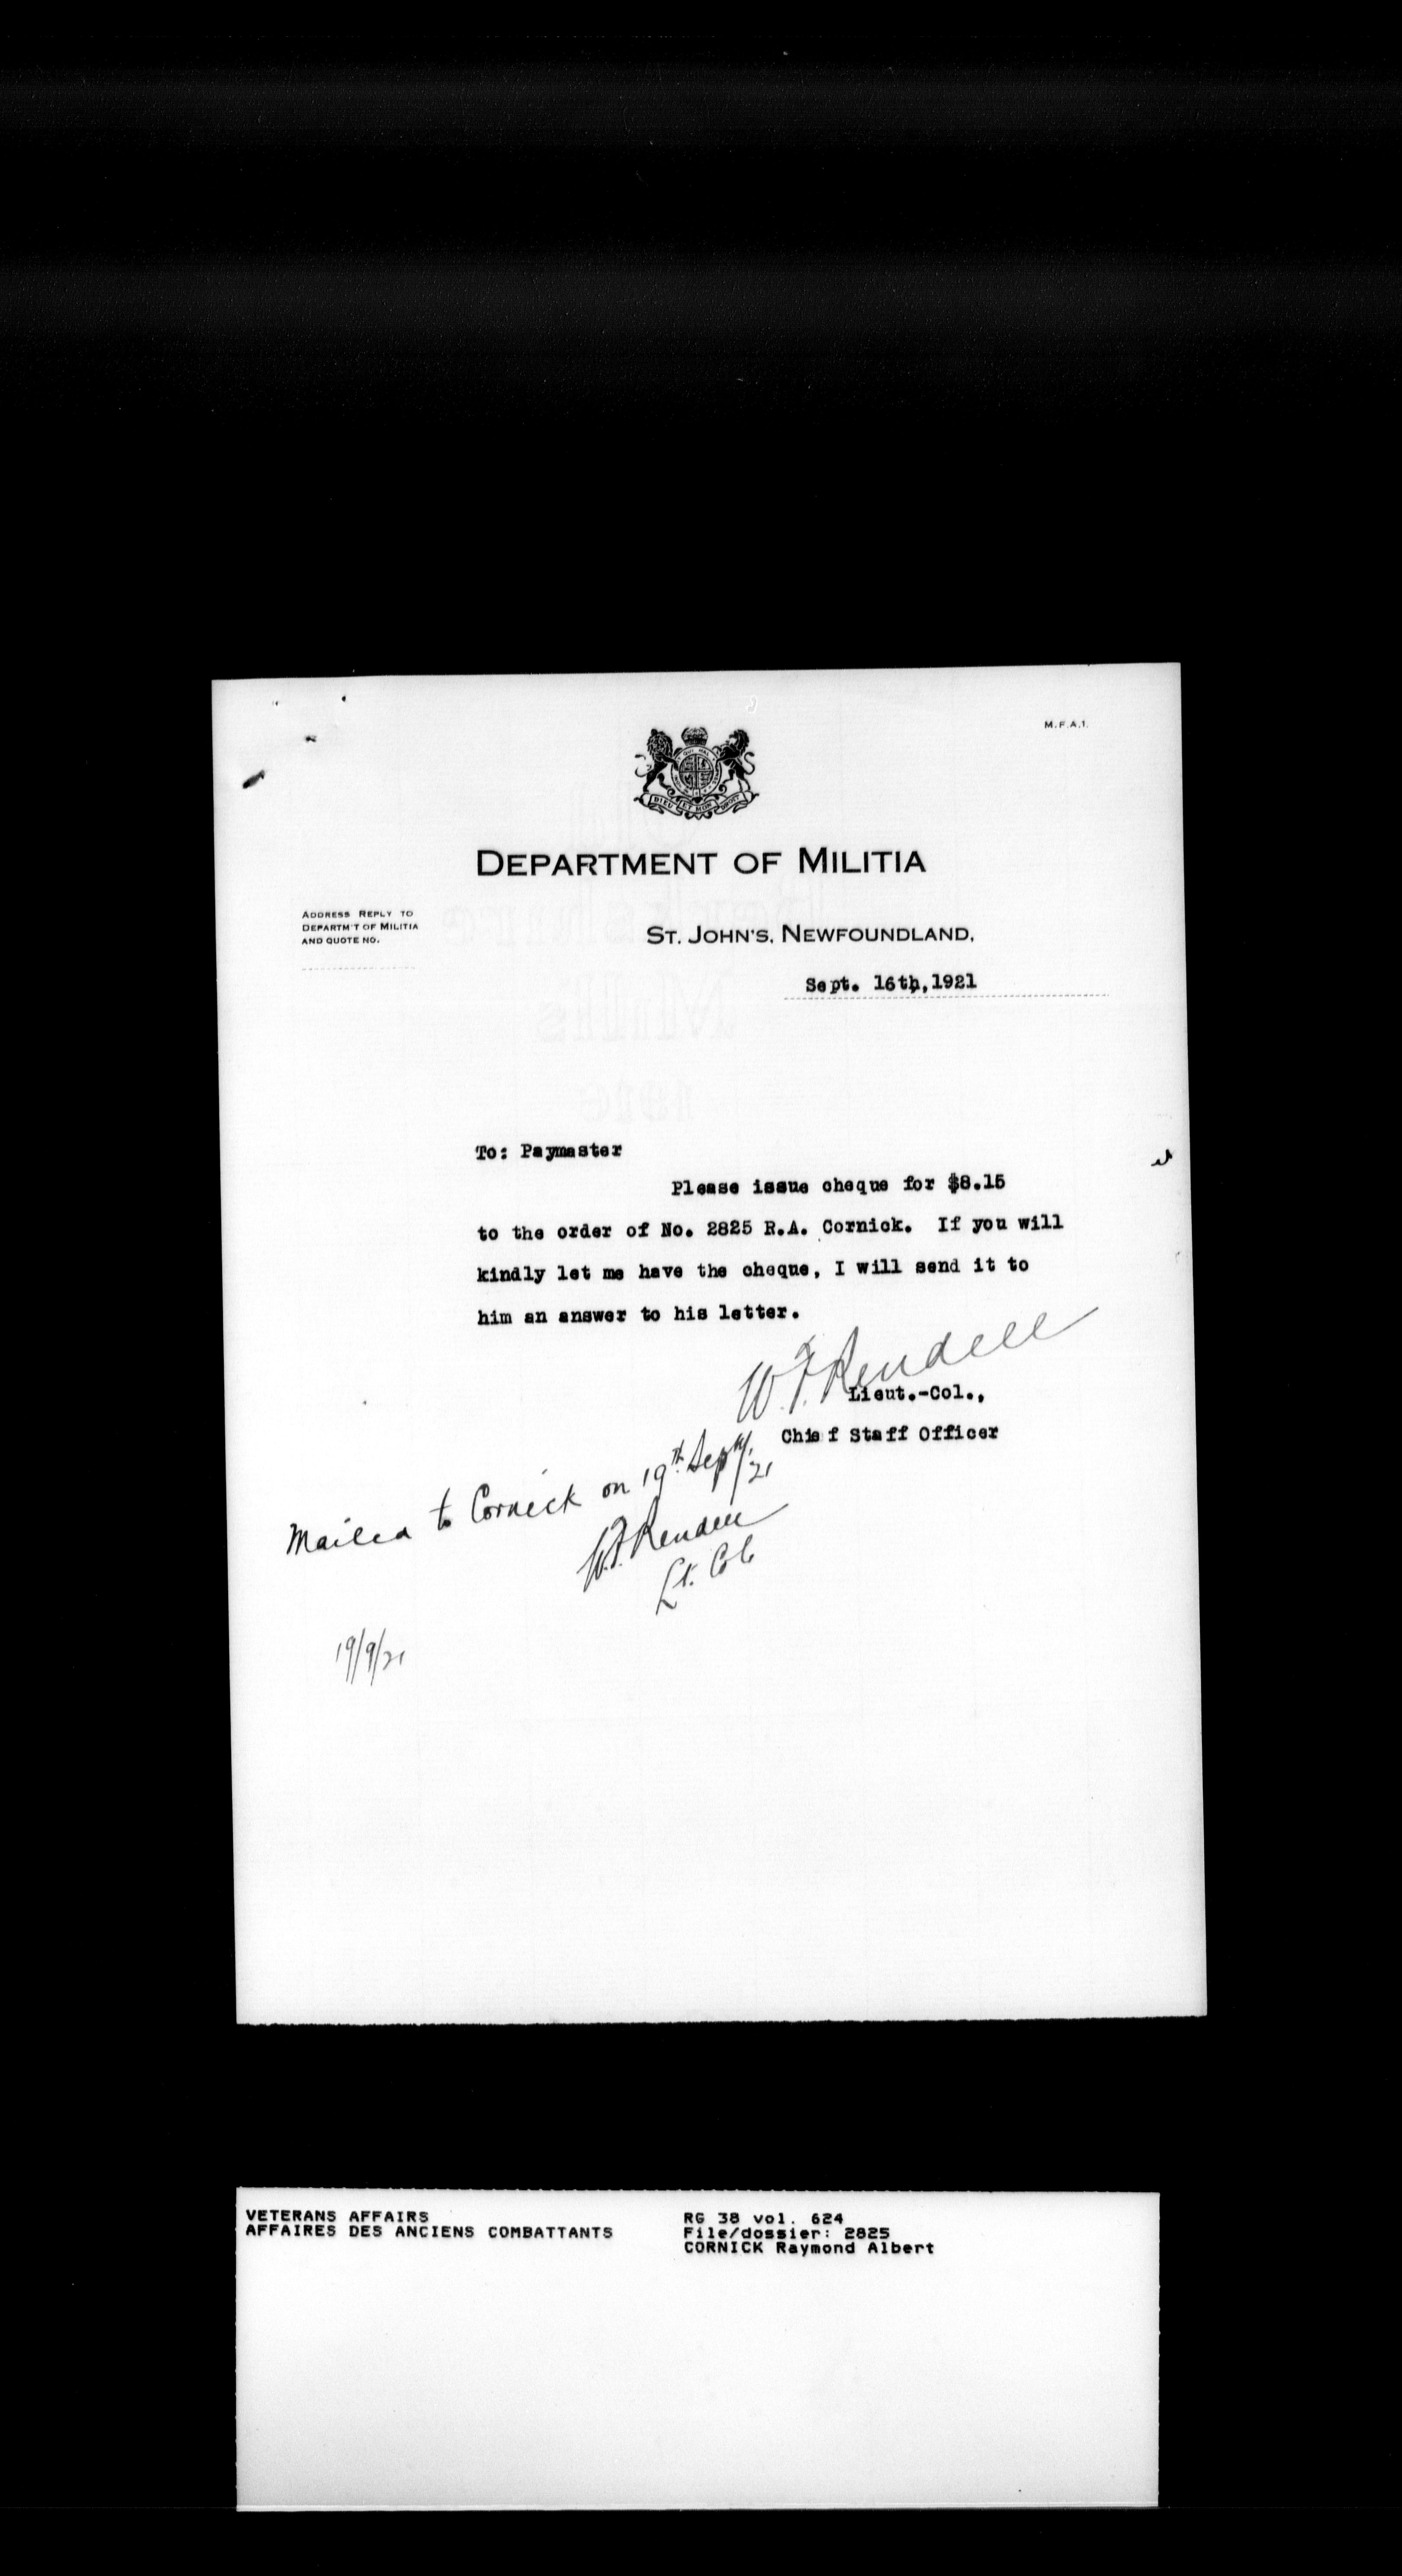 M.F.A.1.
DIEU ET MON DROIT
DEPARTMENT OF MILITIA
ADDRESS REPLY TO
DEPARTM'T OF MILITIA
AND QUOTE NO.
ST. JOHN'S, NEWFOUNDLAND,
Sept. 16th, 1921
To: Paymaster
Please issue cheque for $8.15
to the order of No. 2825 R.A. Cornick. If you will
kindly let me have the cheque, I will send it to
him an answer to his letter.
W.F. Rendell
Lieut.-Col.,
Chief Staff Officer
Mailed to Cornick on 19th Sept/21
W.F. Rendell
Lt. Col
19/9/21
VETERANS AFFAIRS
AFFAIRES DES ANCIENS COMBATTANTS
RG 38 vol. 624
File/dossier: 2825
CORNICK Raymond Albert